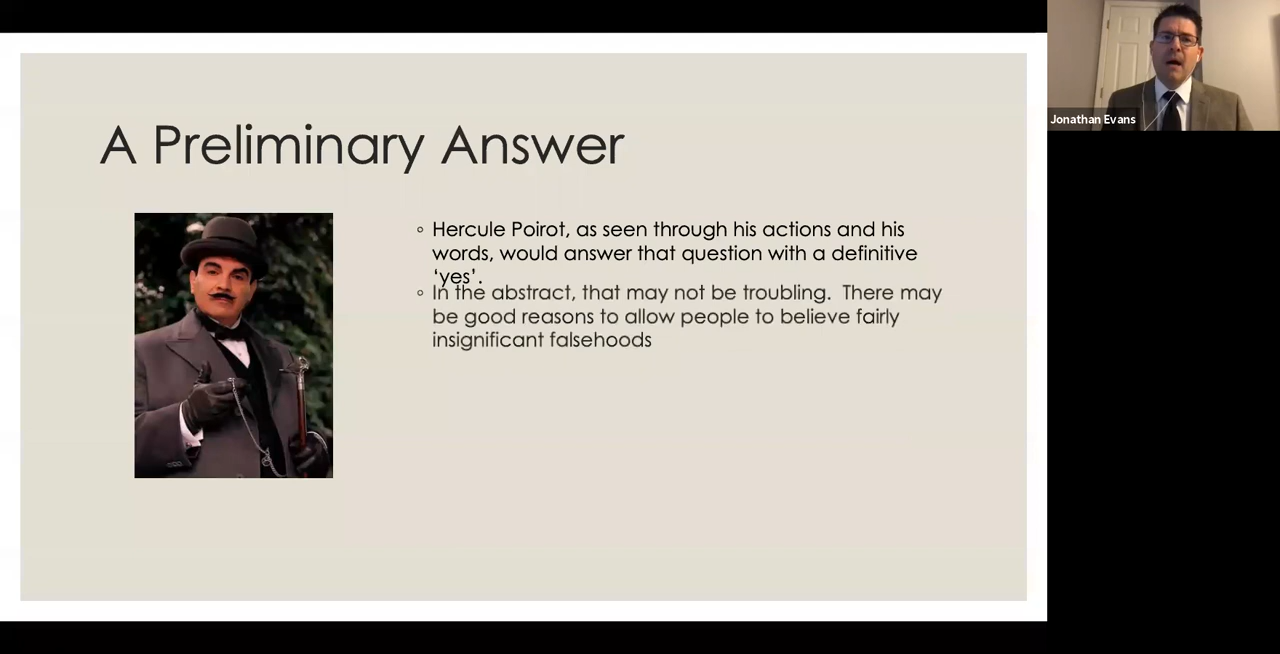 A Preliminary Answer
◦ Hercule Poirot, as seen through his actions and his
words, would answer that question with a definitive
‘yes’.
◦ In the abstract, that may not be troubling.  There may
be good reasons to allow people to believe fairly
insignificant falsehoods
Jonathan Evans